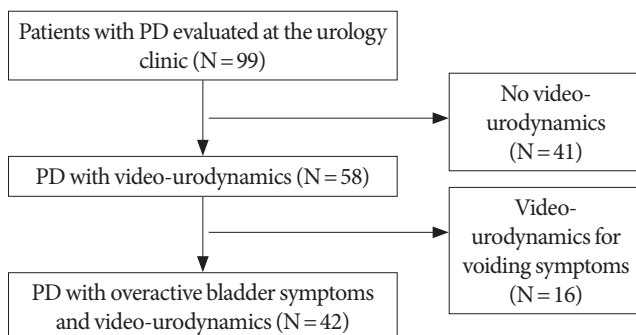 Patients with PD evaluated at the urology
clinic (N = 99)
No video-
urodynamics
(N = 41)
PD with video-urodynamics (N = 58)
Video-
urodynamics for
voiding symptoms
(N = 16)
PD with overactive bladder symptoms
and video-urodynamics (N = 42)